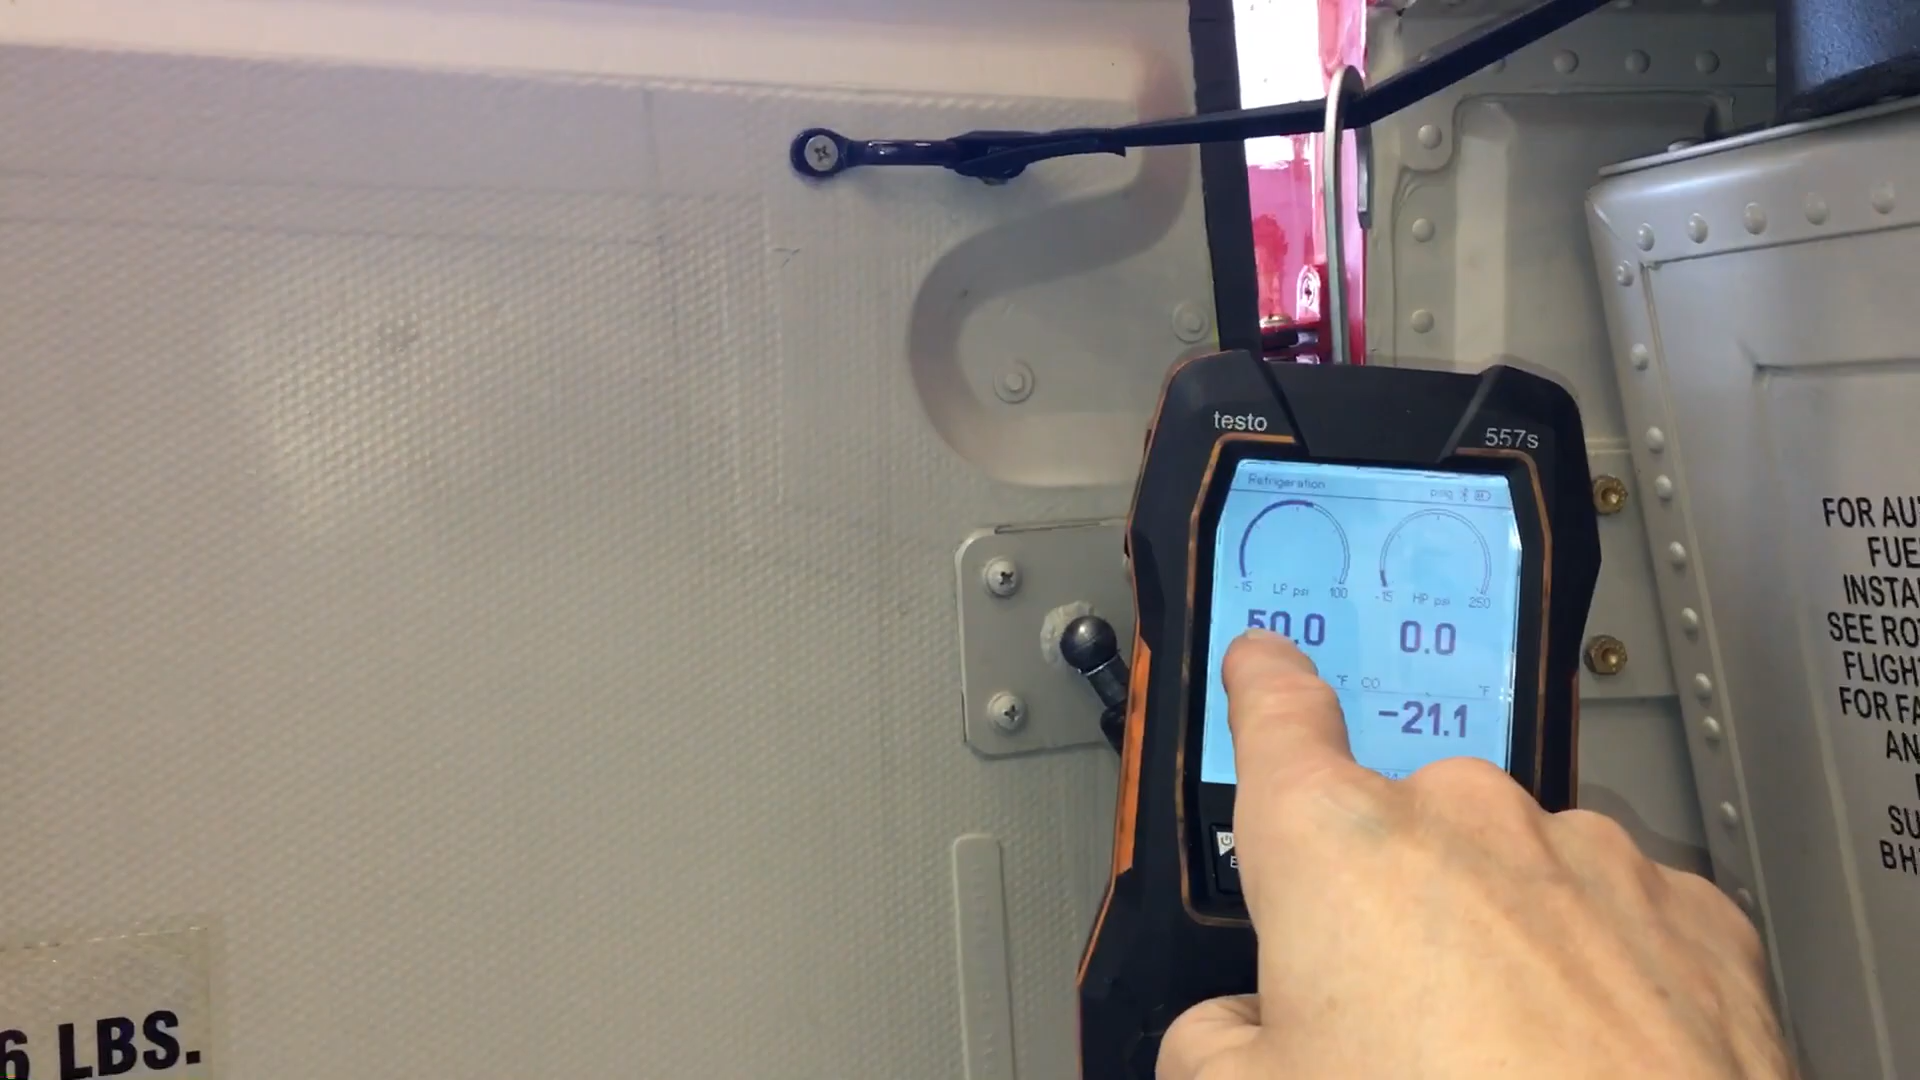 testo
557s
Refrigeration
psig
-15 LP psi 100
-15 HP psi 250
50.0
0.0
°F
CO °F
-21.1
E
6 LBS.
FOR AU
FUE
INSTA
SEE RO
FLIGH
FOR FA
AN
SU
BH